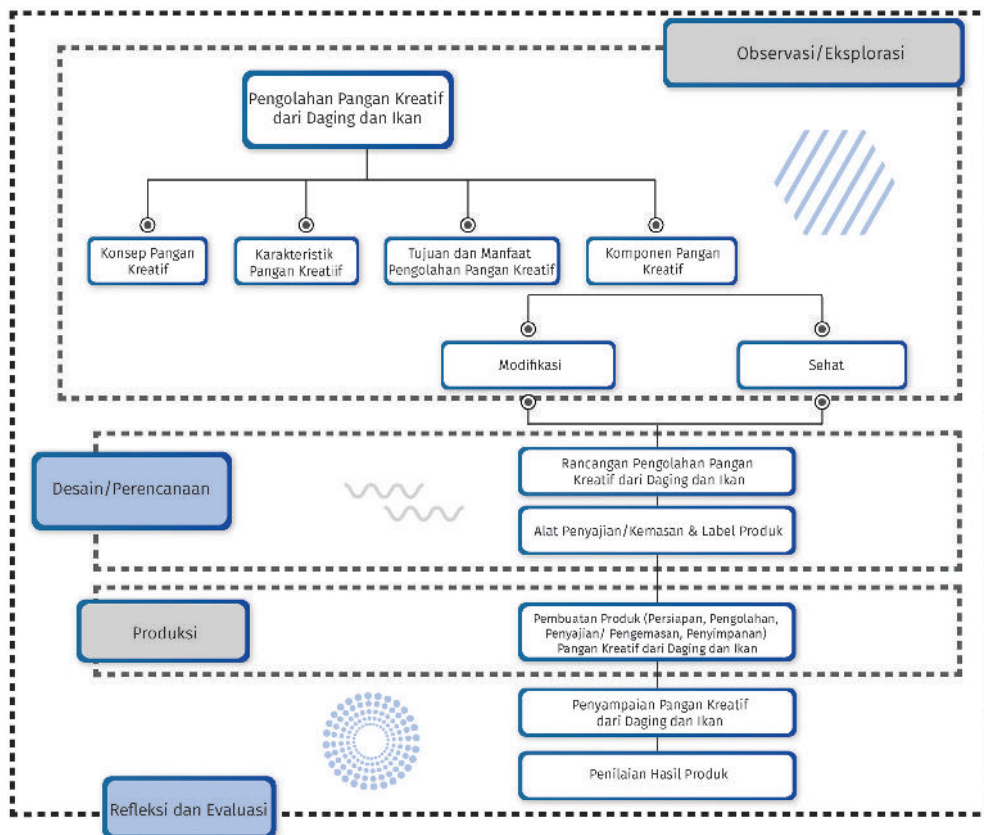 Observasi/Eksplorasi
Pengolahan Pangan Kreatif
dari Daging dan Ikan
Konsep Pangan
Kreatif
Karakteristik
Pangan Kreatiif
Tujuan dan Manfaat
Pengolahan Pangan Kreatif
Komponen Pangan
Kreatif
Modifikasi
Sehat
Desain/Perencanaan
Rancangan Pengolahan Pangan
Kreatif dari Daging dan Ikan
Alat Penyajian/Kemasan & Label Produk
Produksi
Pembuatan Produk (Persiapan, Pengolahan,
Penyajian/ Pengemasan, Penyimpanan)
Pangan Kreatif dari Daging dan Ikan
Penyampaian Pangan Kreatif
dari Daging dan Ikan
Penilaian Hasil Produk
Refleksi dan Evaluasi